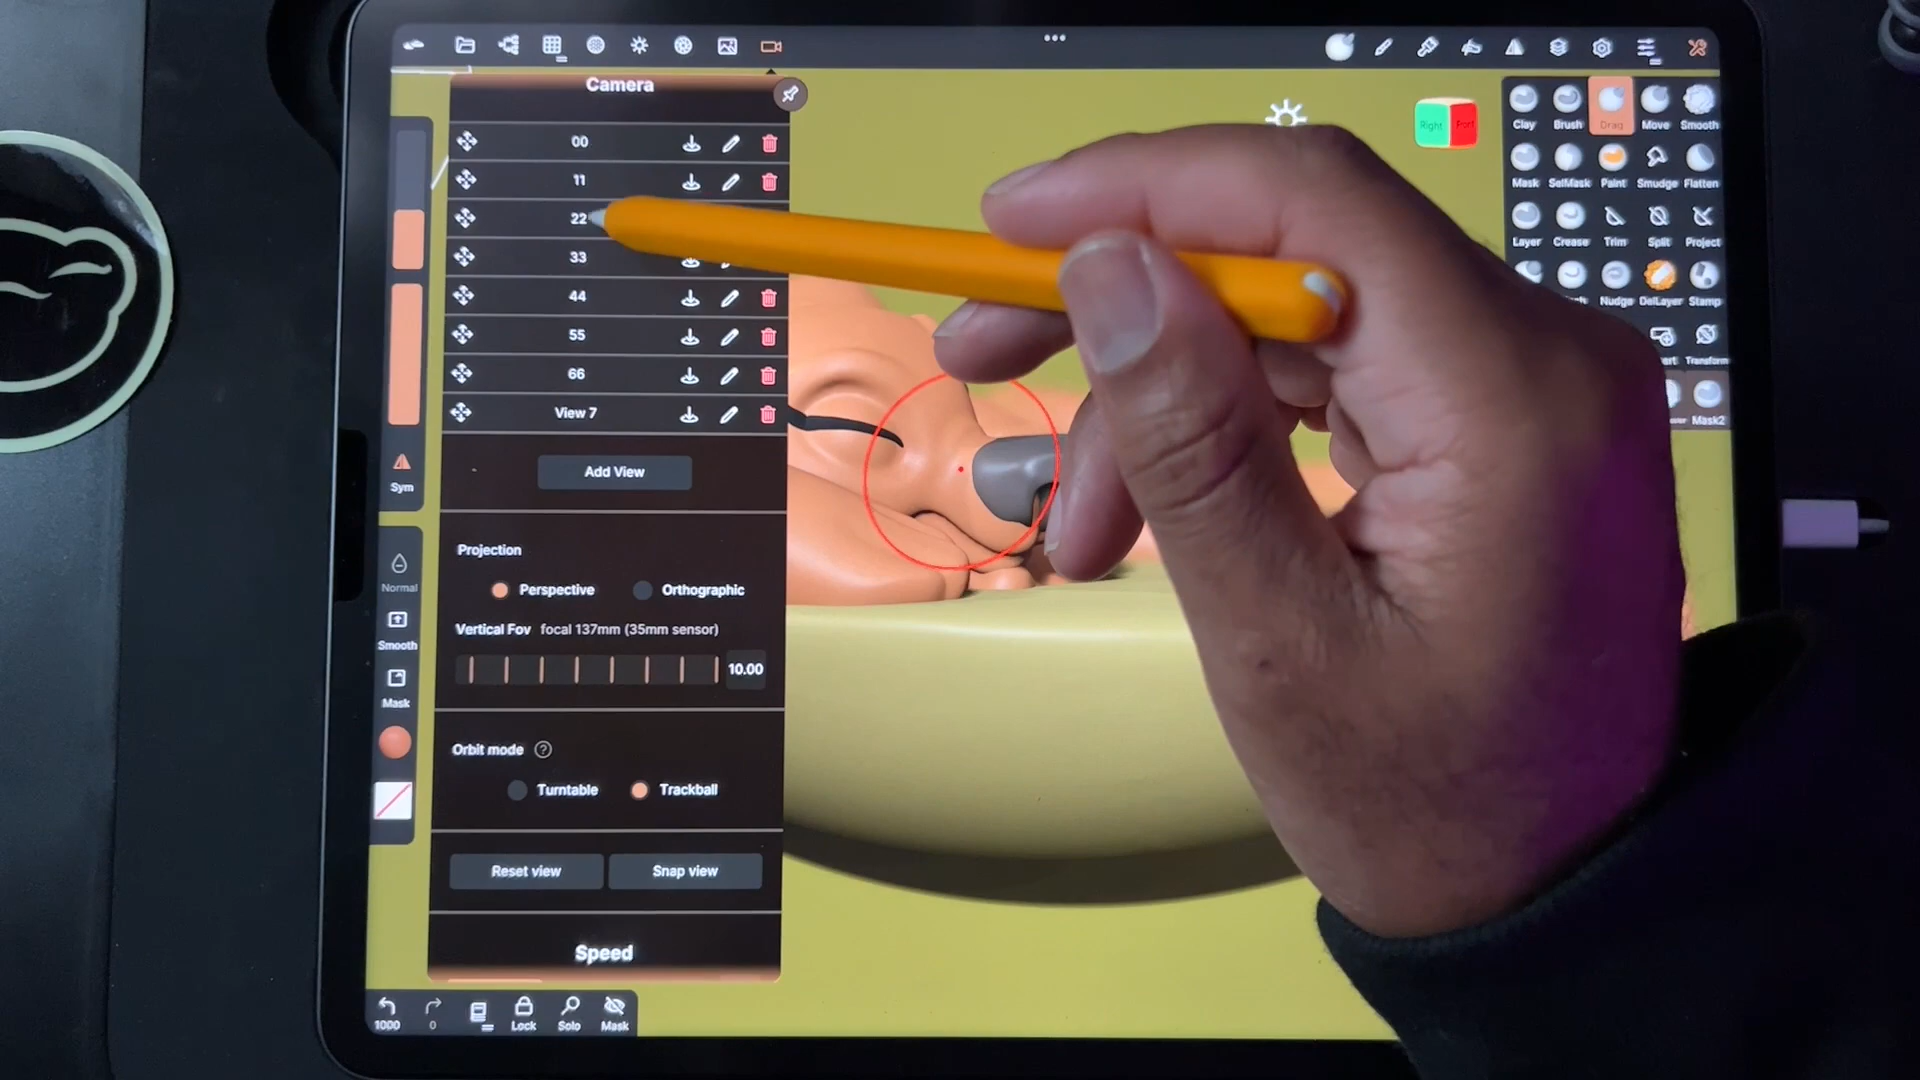 Camera
00
11
22
33
44
55
66
View 7
Add View
Projection
Perspective
Orthographic
Vertical Fov focal 137mm (35mm sensor)
10.00
Orbit mode ?
Turntable
Trackball
Reset view
Snap view
Speed
Sym
Normal
Smooth
Mask
1000
0
Lock
Solo
Mask
Right
Front
Clay
Brush
Drag
Move
Smooth
Mask
SelMask
Paint
Smudge
Flatten
Layer
Crease
Trim
Split
Project
Nudge
DelLayer
Stamp
Transform
Mask2